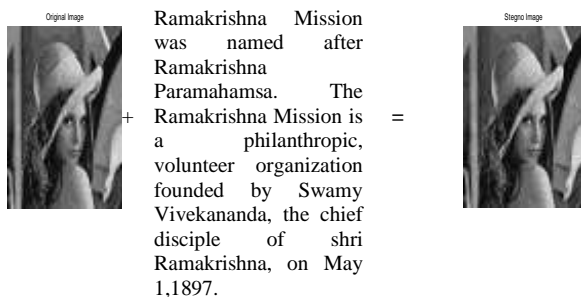 Original Image
+
Ramakrishna Mission
was named after
Ramakrishna
Paramahamsa. The
Ramakrishna Mission is
a philanthropic,
volunteer organization
founded by Swamy
Vivekananda, the chief
disciple of shri
Ramakrishna, on May
1,1897.
=
Stegno Image